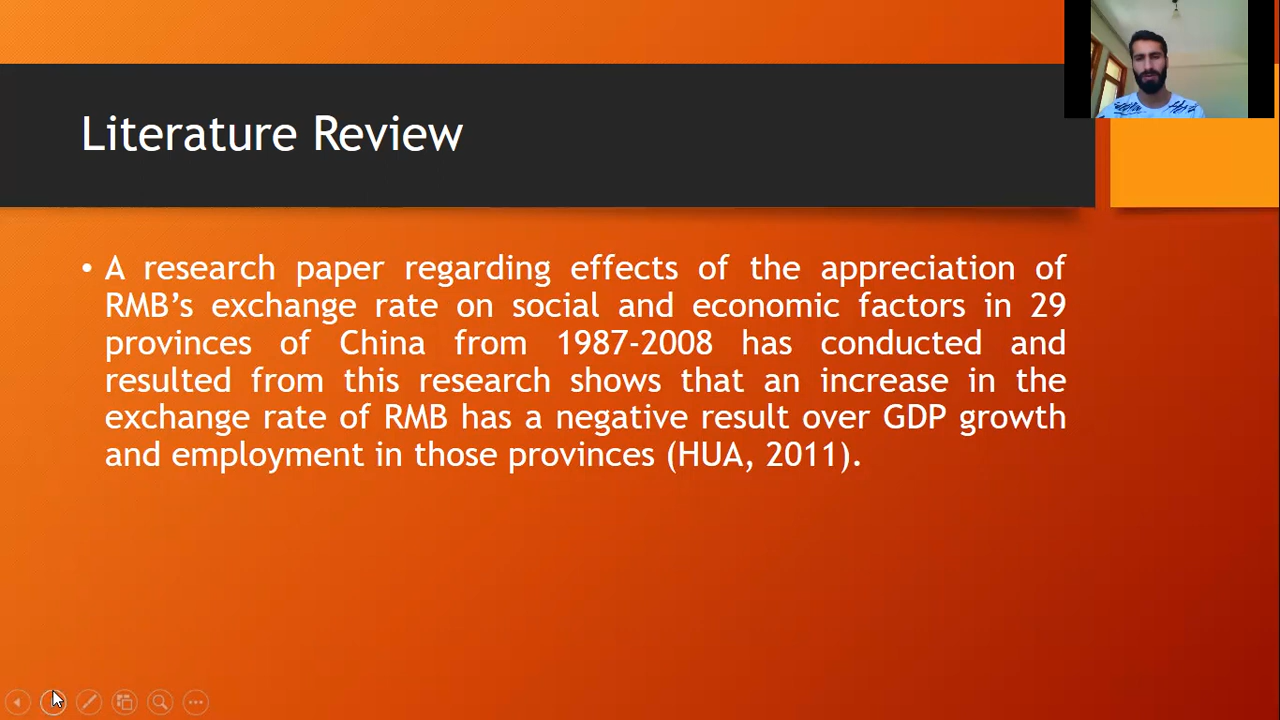 Literature Review
• A research paper regarding effects of the appreciation of
RMB’s exchange rate on social and economic factors in 29
provinces of China from 1987-2008 has conducted and
resulted from this research shows that an increase in the
exchange rate of RMB has a negative result over GDP growth
and employment in those provinces (HUA, 2011).